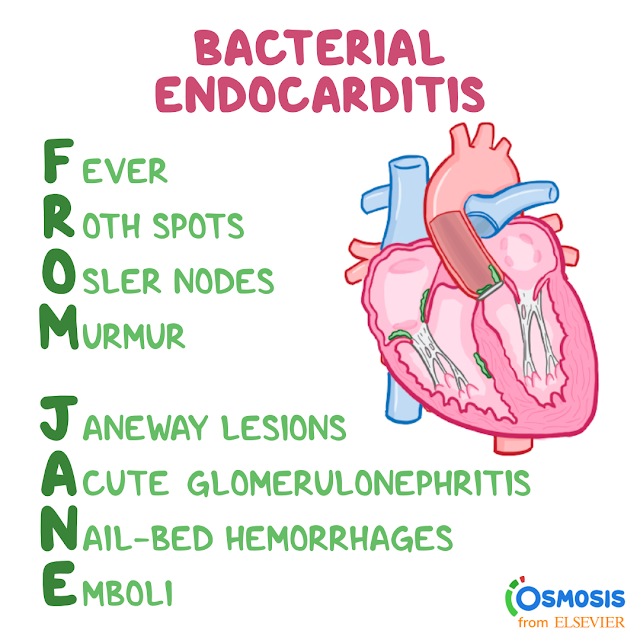 BACTERIAL
ENDOCARDITIS
FEVER
ROTH SPOTS
OSLER NODES
MURMUR
JANEWAY LESIONS
ACUTE GLOMERULONEPHRITIS
NAIL-BED HEMORRHAGES
EMBOLI
OSMOSIS
from ELSEVIER